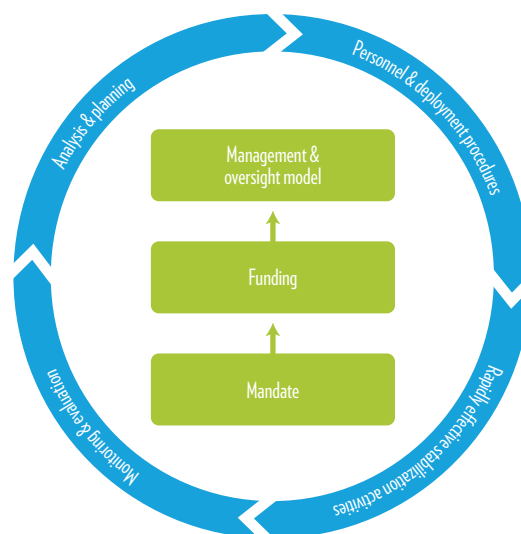 Analysis & planning
Personnel & deployment procedures
Management &
oversight model
Funding
Mandate
Monitoring & evaluation
Rapidly effective stabilization activities